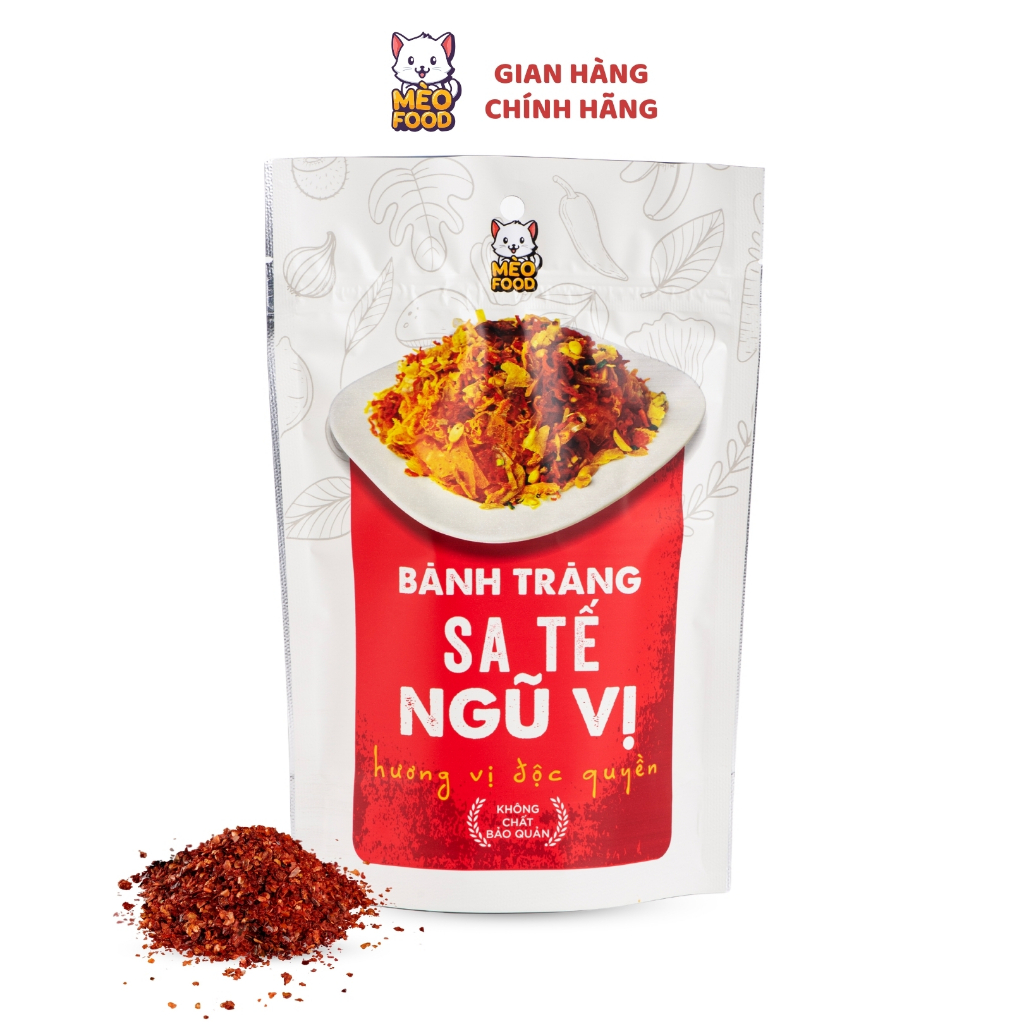 MÈO
FOOD
GIAN HÀNG
CHÍNH HÃNG
MÈO
FOOD
BÁNH TRÁNG
SA TẾ
NGŨ VỊ
hương vị độc quyền
KHÔNG
CHẤT
BẢO QUẢN